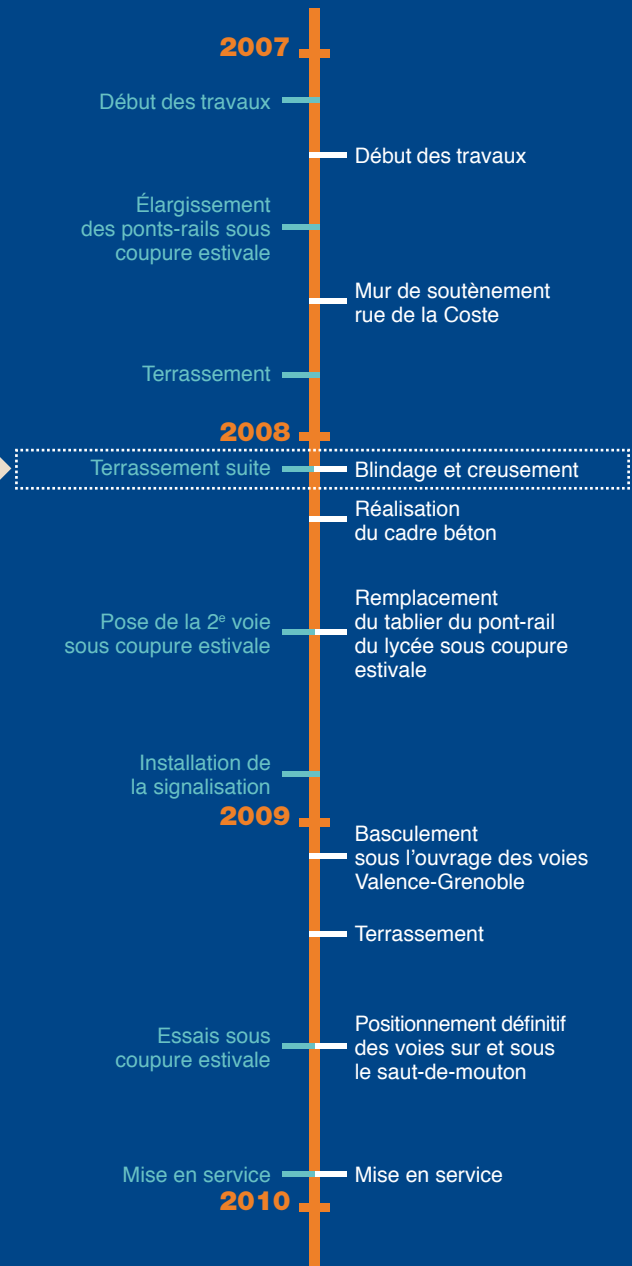 2007
Début des travaux
Début des travaux
Élargissement
des ponts-rails sous
coupure estivale
Mur de soutènement
rue de la Coste
Terrassement
2008
Terrassement suite
Blindage et creusement
Réalisation
du cadre béton
Pose de la 2e voie
sous coupure estivale
Remplacement
du tablier du pont-rail
du lycée sous coupure
estivale
Installation de
la signalisation
2009
Basculement
sous l'ouvrage des voies
Valence-Grenoble
Terrassement
Essais sous
coupure estivale
Positionnement définitif
des voies sur et sous
le saut-de-mouton
Mise en service
Mise en service
2010